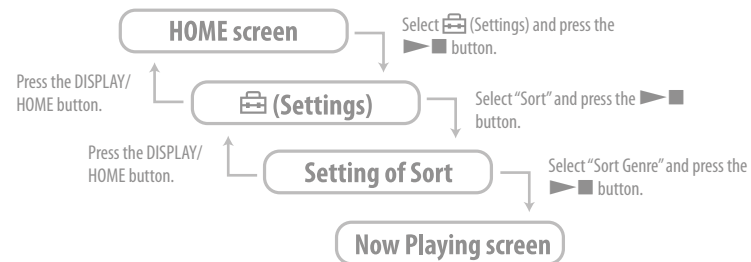 HOME screen
Select (Settings) and press the
▶■ button.
Press the DISPLAY/
HOME button.
(Settings)
Select “Sort” and press the ▶■
button.
Press the DISPLAY/
HOME button.
Setting of Sort
Select “Sort Genre” and press the
▶■ button.
Now Playing screen